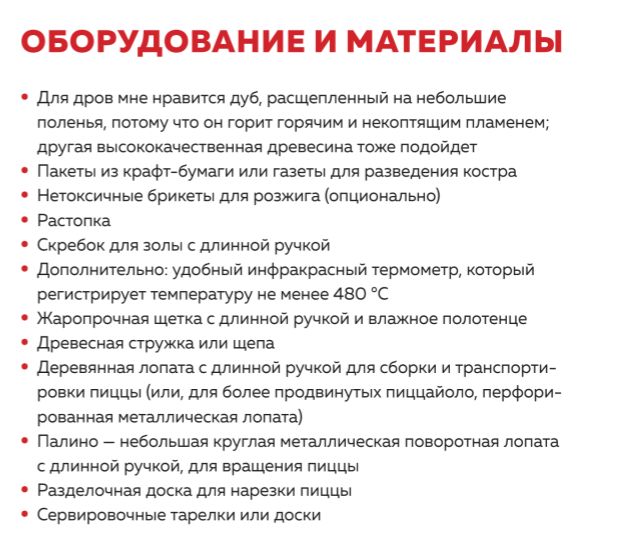 ОБОРУДОВАНИЕ И МАТЕРИАЛЫ
• Для дров мне нравится дуб, расщепленный на небольшие
поленья, потому что он горит горячим и некоптящим пламенем;
другая высококачественная древесина тоже подойдет
• Пакеты из крафт-бумаги или газеты для разведения костра
• Нетоксичные брикеты для розжига (опционально)
• Растопка
• Скребок для золы с длинной ручкой
• Дополнительно: удобный инфракрасный термометр, который
регистрирует температуру не менее 480 °C
• Жаропрочная щетка с длинной ручкой и влажное полотенце
• Древесная стружка или щепа
• Деревянная лопата с длинной ручкой для сборки и транспорти-
ровки пиццы (или, для более продвинутых пиццайоло, перфори-
рованная металлическая лопата)
• Палино — небольшая круглая металлическая поворотная лопата
с длинной ручкой, для вращения пиццы
• Разделочная доска для нарезки пиццы
• Сервировочные тарелки или доски